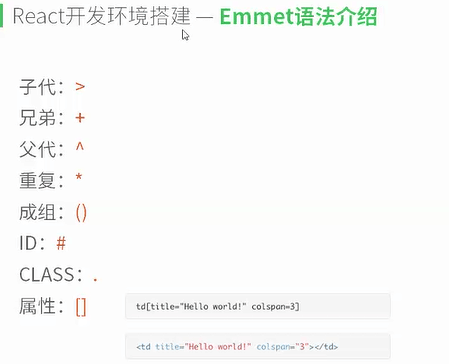 React开发环境搭建 — Emmet语法介绍
子代：>
兄弟：+
父代：^
重复：*
成组：()
ID：#
CLASS：.
属性：[]
td[title="Hello world!" colspan=3]
<td title="Hello world!" colspan="3"></td>